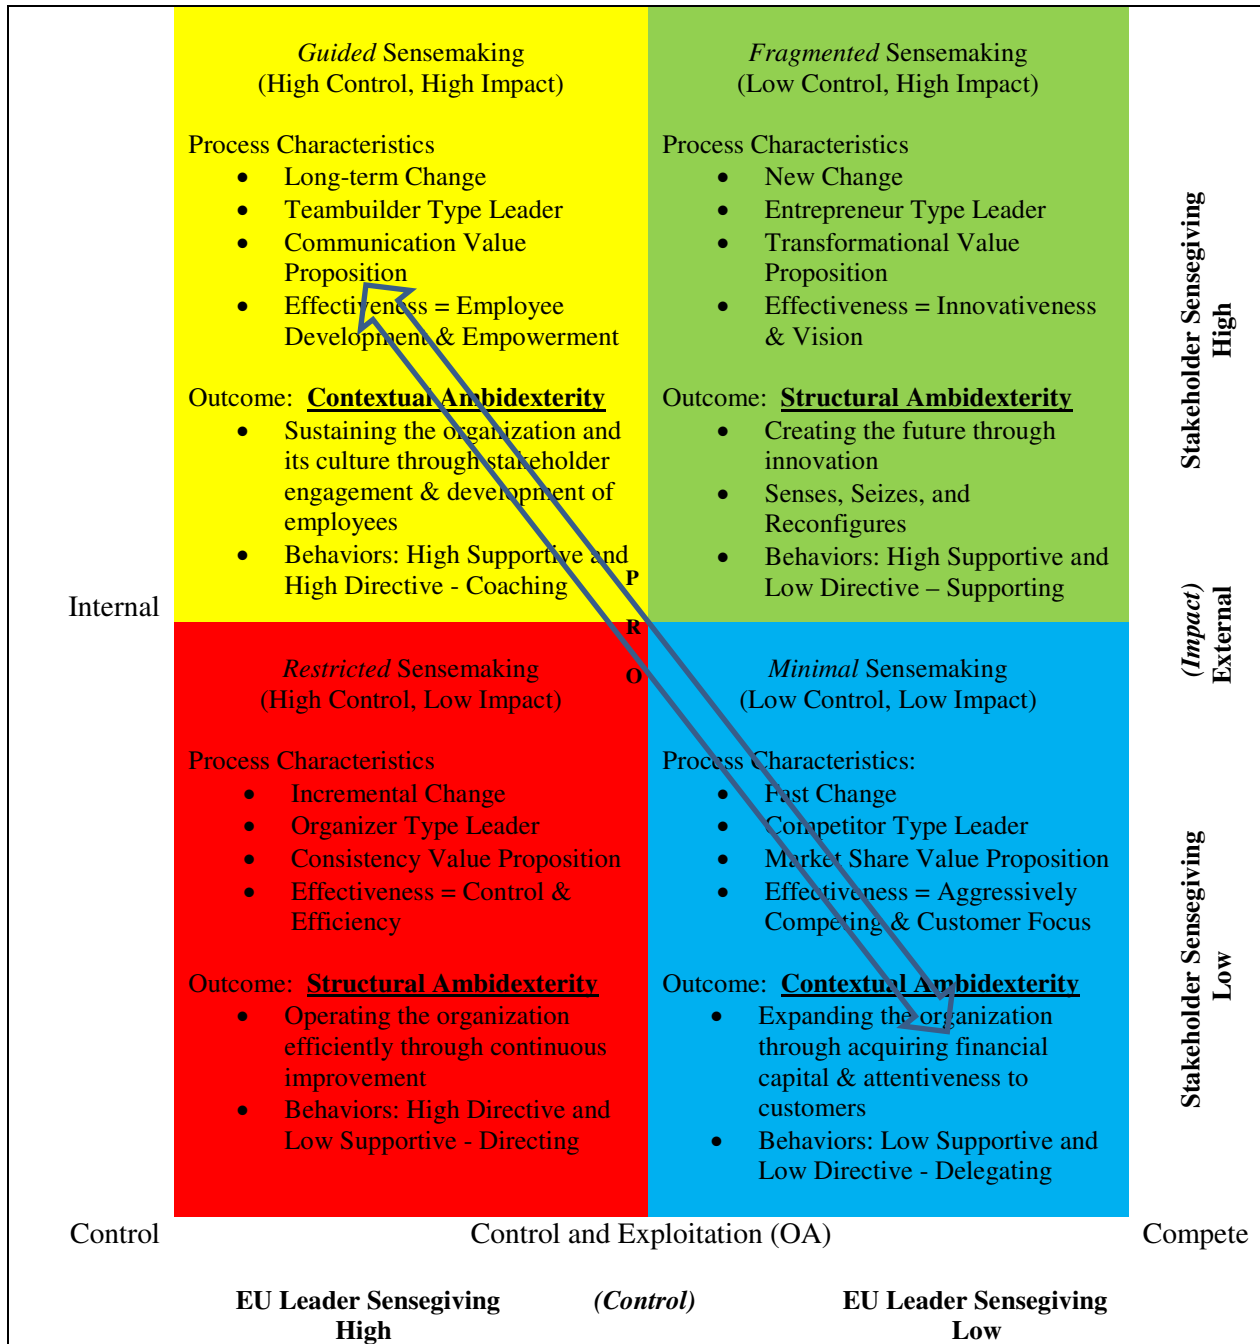 Guided Sensemaking
(High Control, High Impact)
Process Characteristics
• Long-term Change
• Teambuilder Type Leader
• Communication Value
Proposition
• Effectiveness = Employee
Development & Empowerment
Outcome: Contextual Ambidexterity
• Sustaining the organization and
its culture through stakeholder
engagement & development of
employees
• Behaviors: High Supportive and
High Directive - Coaching
Fragmented Sensemaking
(Low Control, High Impact)
Process Characteristics
• New Change
• Entrepreneur Type Leader
• Transformational Value
Proposition
• Effectiveness = Innovativeness
& Vision
Outcome: Structural Ambidexterity
• Creating the future through
innovation
• Senses, Seizes, and
Reconfigures
• Behaviors: High Supportive and
Low Directive – Supporting
Stakeholder Sensegiving
High
P
R
O
Internal
(Impact)
External
Restricted Sensemaking
(High Control, Low Impact)
Process Characteristics
• Incremental Change
• Organizer Type Leader
• Consistency Value Proposition
• Effectiveness = Control &
Efficiency
Outcome: Structural Ambidexterity
• Operating the organization
efficiently through continuous
improvement
• Behaviors: High Directive and
Low Supportive - Directing
Minimal Sensemaking
(Low Control, Low Impact)
Process Characteristics:
• Fast Change
• Competitor Type Leader
• Market Share Value Proposition
• Effectiveness = Aggressively
Competing & Customer Focus
Outcome: Contextual Ambidexterity
• Expanding the organization
through acquiring financial
capital & attentiveness to
customers
• Behaviors: Low Supportive and
Low Directive - Delegating
Stakeholder Sensegiving
Low
Control
Control and Exploitation (OA)
Compete
EU Leader Sensegiving
High
(Control)
EU Leader Sensegiving
Low